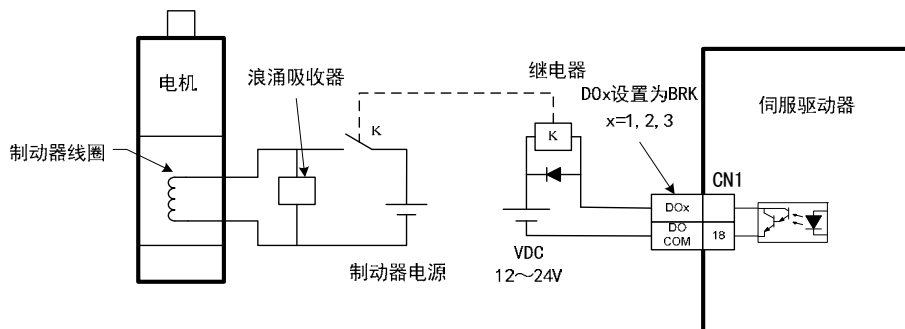 电机
浪涌吸收器
K
继电器
DOx设置为BRK
x=1,2,3
伺服驱动器
K
制动器线圈
CN1
DOx
DO
COM
18
VDC
12～24V
制动器电源